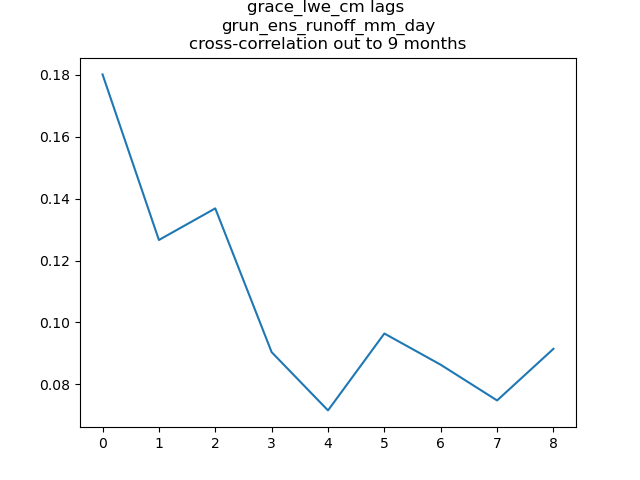 grace_lwe_cm lags
grun_ens_runoff_mm_day
cross-correlation out to 9 months
0.18
0.16
0.14
0.12
0.10
0.08
0 1 2 3 4 5 6 7 8